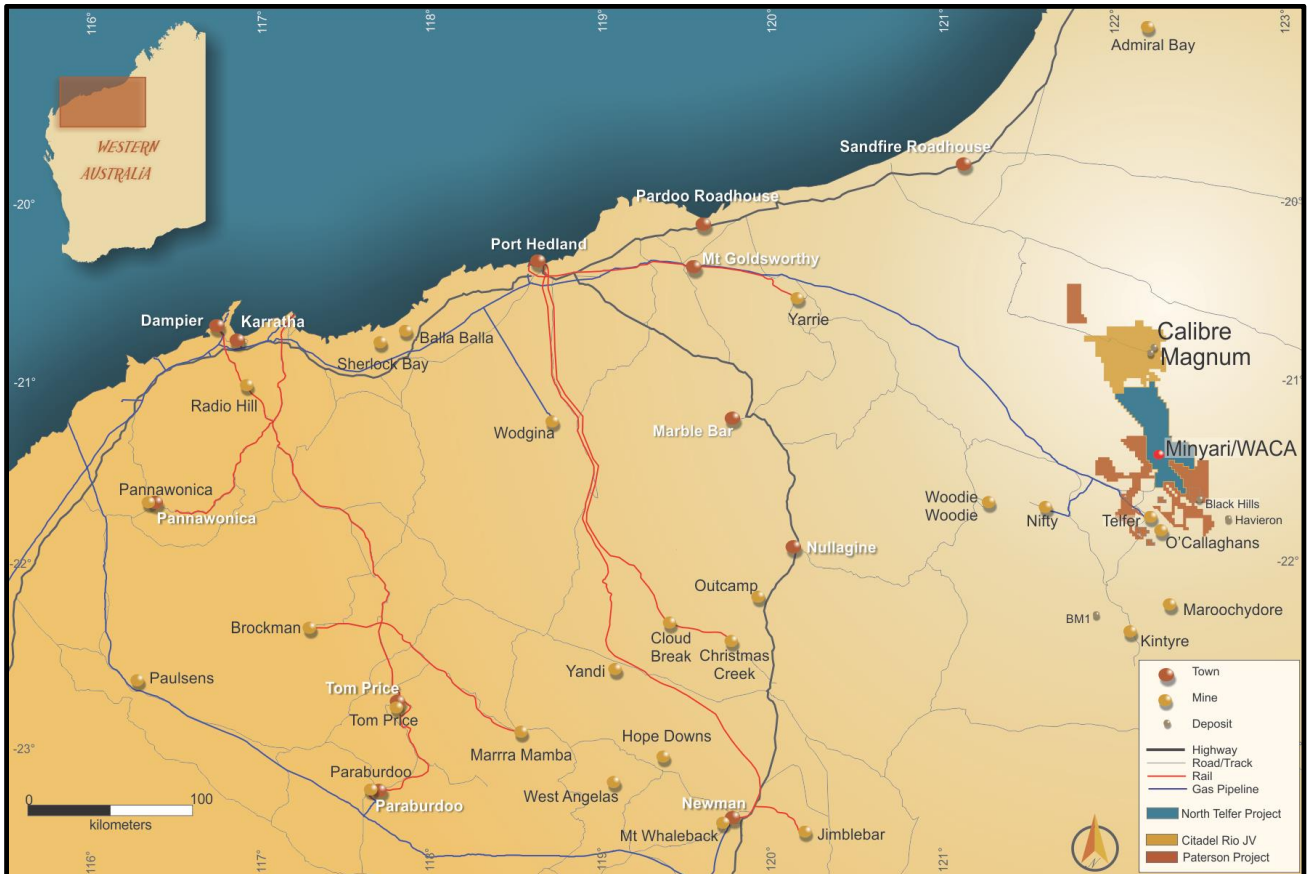 116°
117°
118°
119°
120°
121°
122°
123°
Admiral Bay
WESTERN
AUSTRALIA
Sandfire Roadhouse
Pardoo Roadhouse
-20°
-20°
Port Hedland
Mt Goldsworthy
Dampier
Karratha
Yarrie
Balla Balla
Sherlock Bay
Calibre
Magnum
-21°
-21°
Radio Hill
Wodgina
Marble Bar
Minyari/WACA
Pannawonica
Pannawonica
Woodie
Woodie
Nifty
Telfer
Black Hills
Havieron
O'Callaghans
Nullagine
-22°
-22°
Outcamp
BM1
Maroochydore
Brockman
Cloud
Break
Christmas
Creek
Kintyre
Paulsens
Yandi
Tom Price
Tom Price
Marrra Mamba
Hope Downs
-23°
Paraburdoo
Paraburdoo
West Angelas
Newman
Mt Whaleback
Jimblebar
0
100
kilometers
Town
Mine
Deposit
Highway
Road/Track
Rail
Gas Pipeline
North Telfer Project
Citadel Rio JV
Paterson Project
N
116°
117°
118°
119°
120°
121°